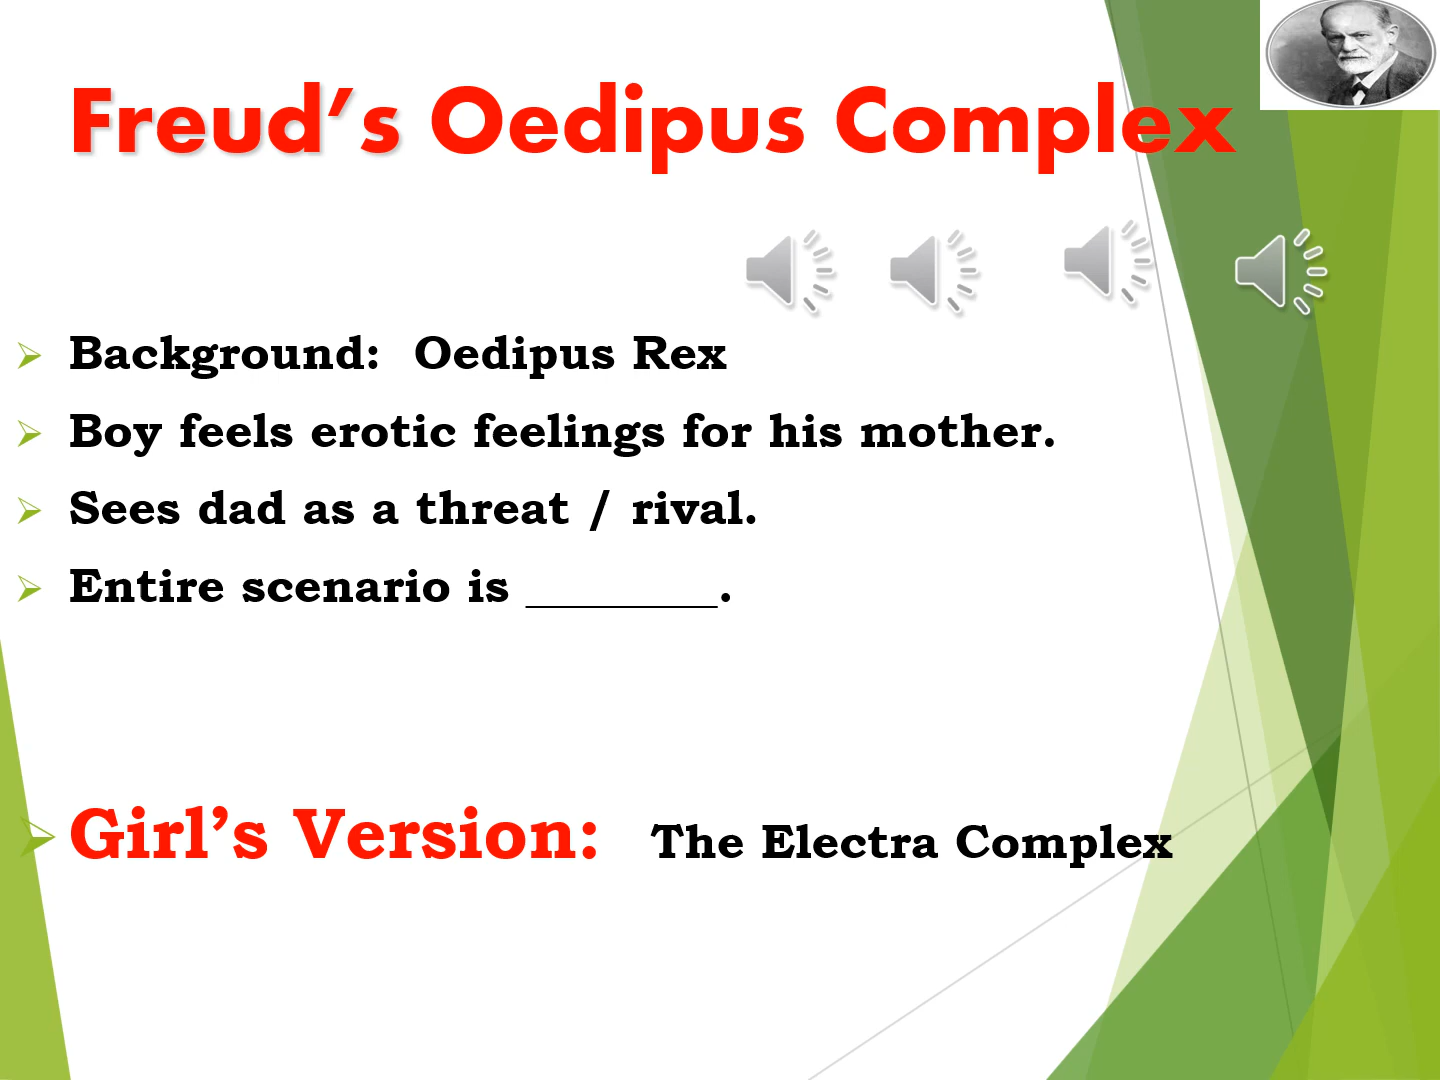 Freud’s Oedipus Complex
Background:  Oedipus Rex
Boy feels erotic feelings for his mother.
Sees dad as a threat / rival.
Entire scenario is ________.
Girl’s Version:  The Electra Complex